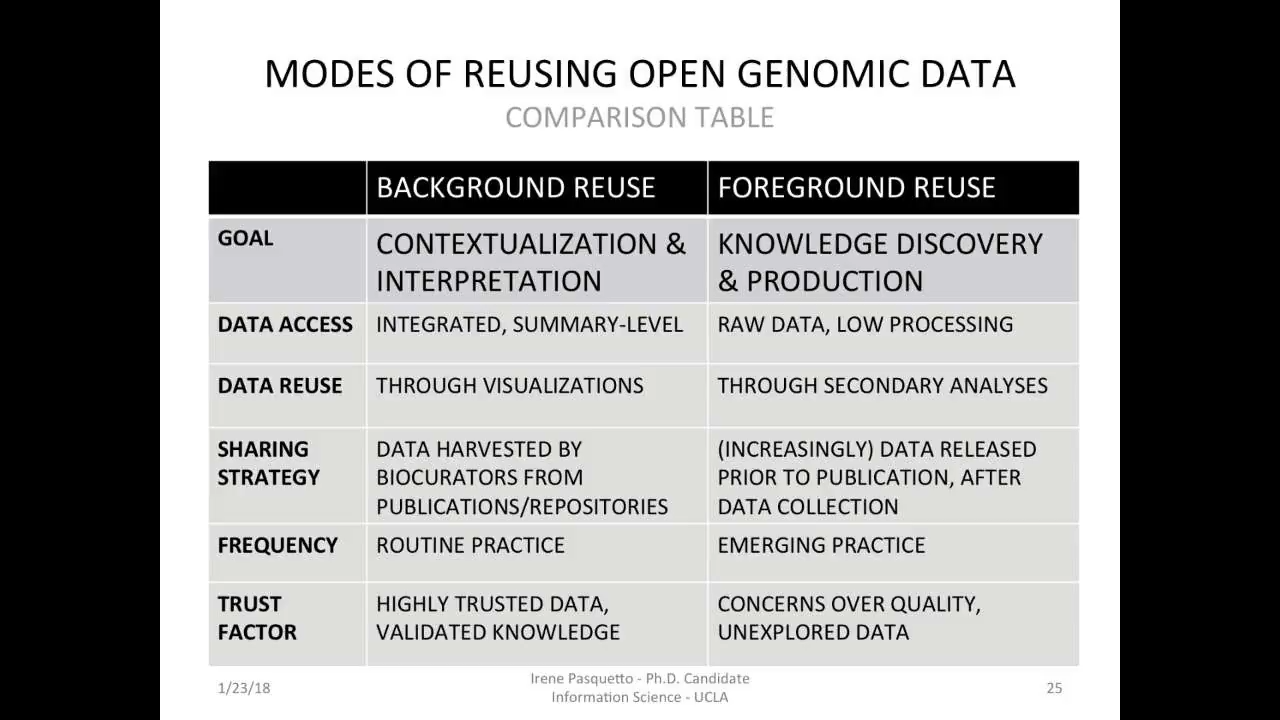 MODES OF REUSING OPEN GENOMIC DATA
COMPARISON TABLE
BACKGROUND REUSE
FOREGROUND REUSE
GOAL
CONTEXTUALIZATION &
INTERPRETATION
KNOWLEDGE DISCOVERY
& PRODUCTION
DATA ACCESS
INTEGRATED, SUMMARY-LEVEL
RAW DATA, LOW PROCESSING
DATA REUSE
THROUGH VISUALIZATIONS
THROUGH SECONDARY ANALYSES
SHARING
STRATEGY
DATA HARVESTED BY
BIOCURATORS FROM
PUBLICATIONS/REPOSITORIES
(INCREASINGLY) DATA RELEASED
PRIOR TO PUBLICATION, AFTER
DATA COLLECTION
FREQUENCY
ROUTINE PRACTICE
EMERGING PRACTICE
TRUST
FACTOR
HIGHLY TRUSTED DATA,
VALIDATED KNOWLEDGE
CONCERNS OVER QUALITY,
UNEXPLORED DATA
1/23/18
Irene Pasquetto - Ph.D. Candidate
Information Science - UCLA
25